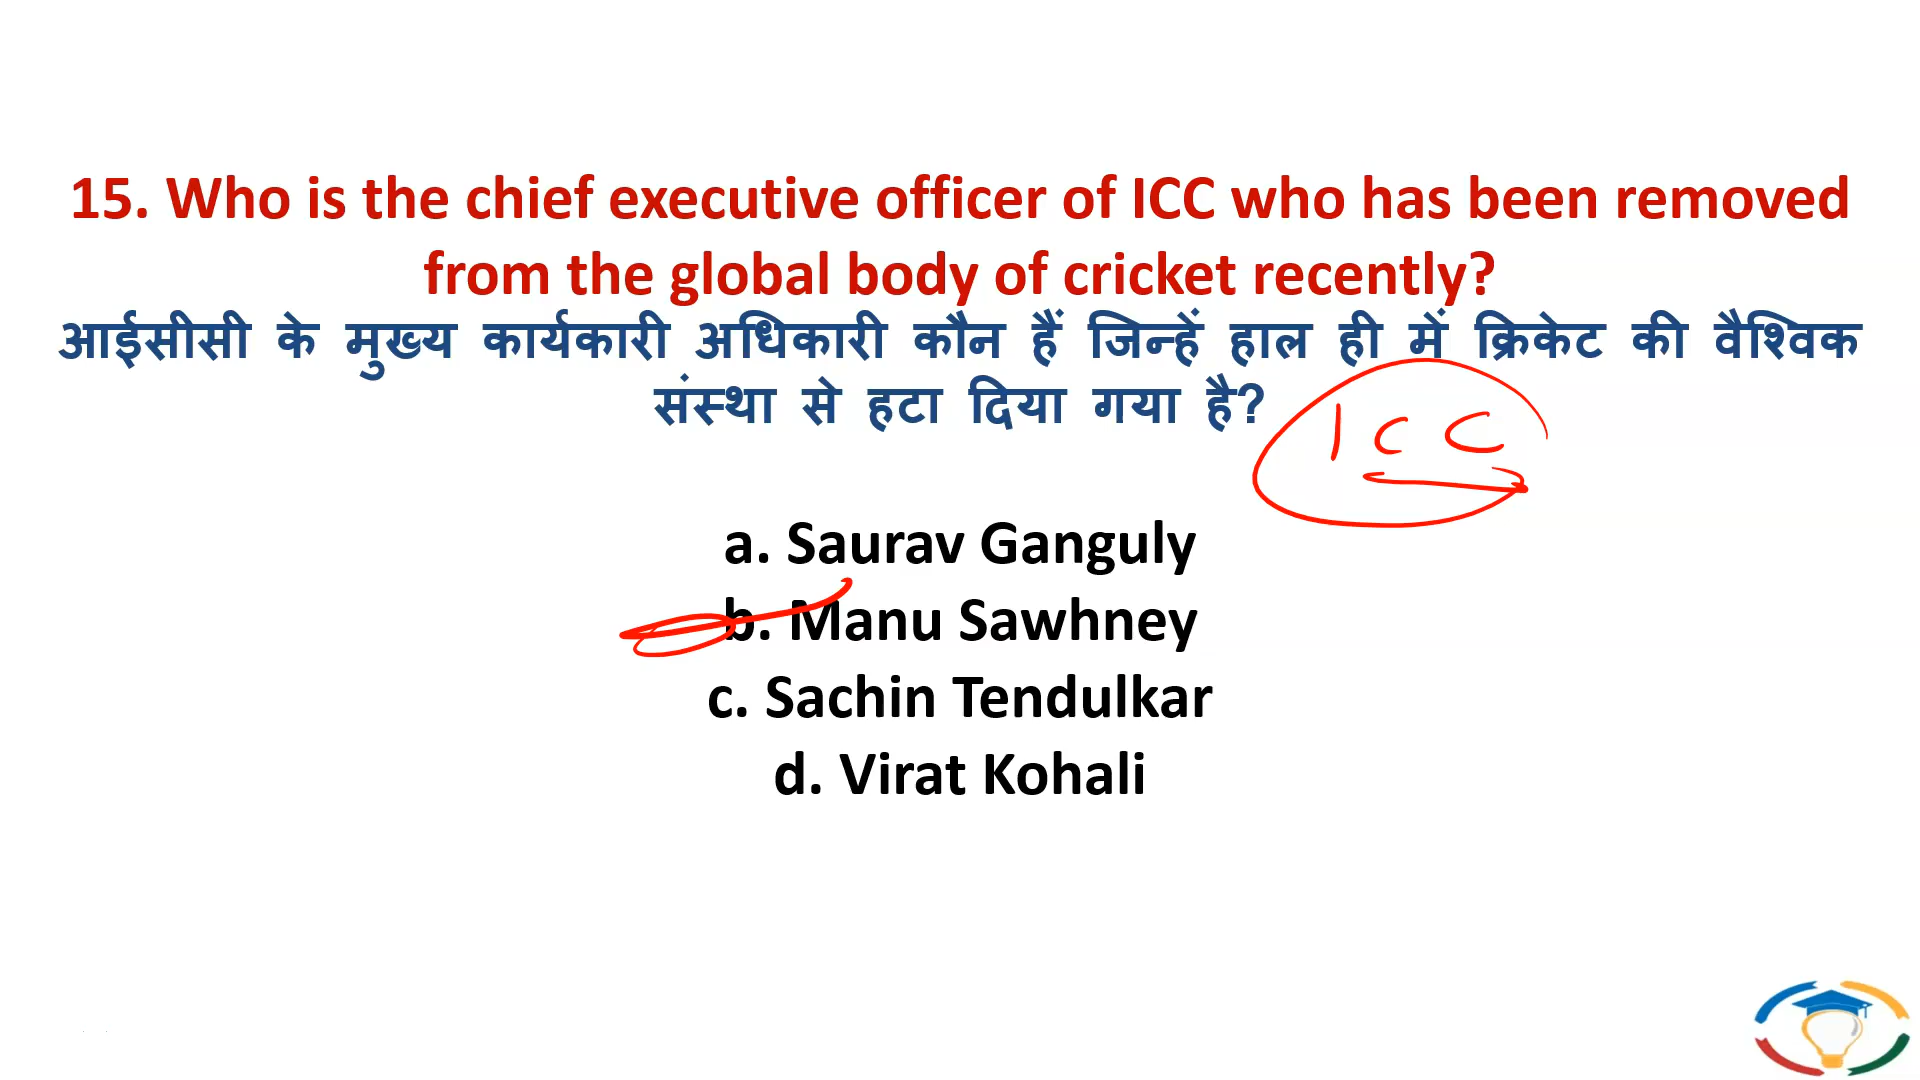 15. Who is the chief executive officer of ICC who has been removed
from the global body of cricket recently?
आईसीसी के मुख्य कार्यकारी अधिकारी कौन हैं जिन्हें हाल ही में क्रिकेट की वैश्विक
संस्था से हटा दिया गया है?
ICC
a. Saurav Ganguly
b. Manu Sawhney
c. Sachin Tendulkar
d. Virat Kohali